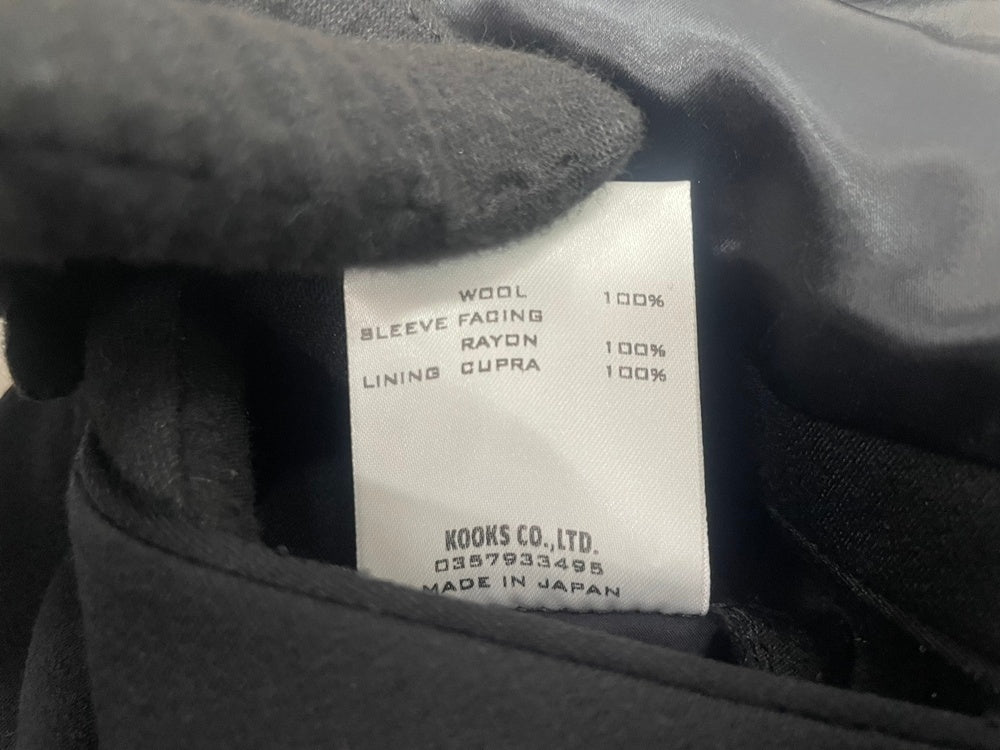 WOOL 100%
SLEEVE FACING
RAYON 100%
LINING CUPRA 100%
KOOKS CO.,LTD.
0357933495
MADE IN JAPAN